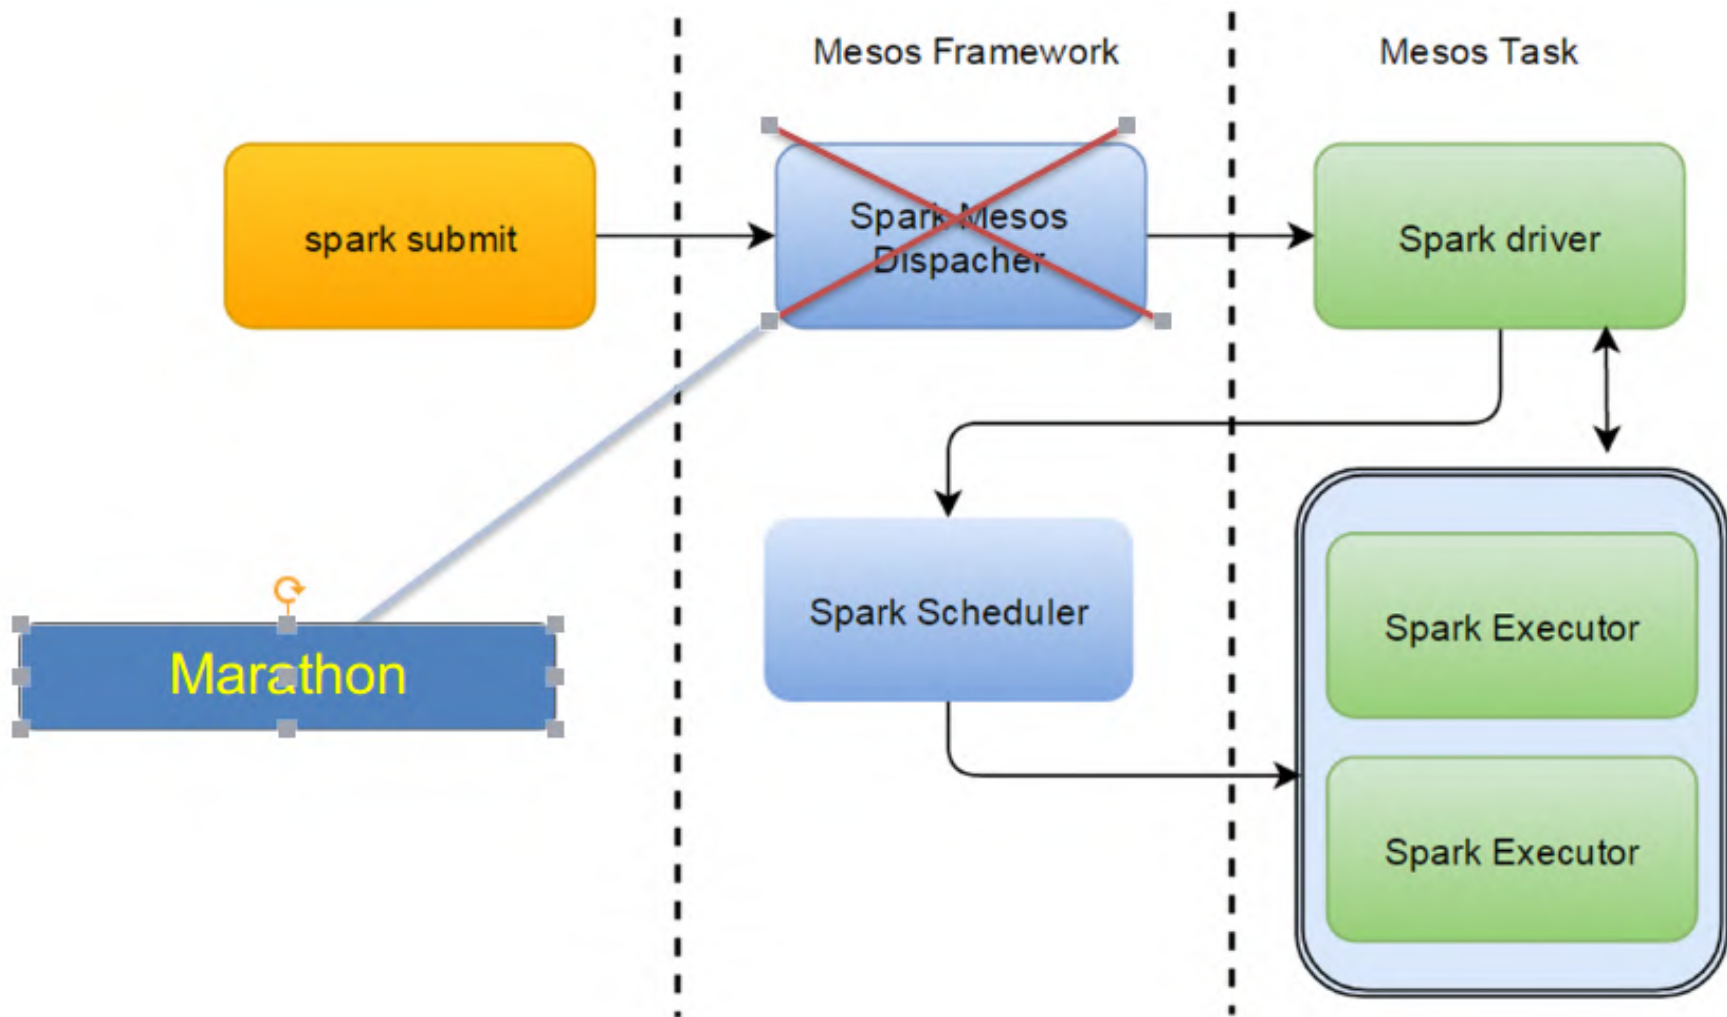 Mesos Framework
Mesos Task
spark submit
Spark Mesos
Dispacher
Spark driver
Spark Scheduler
Spark Executor
Marathon
Spark Executor